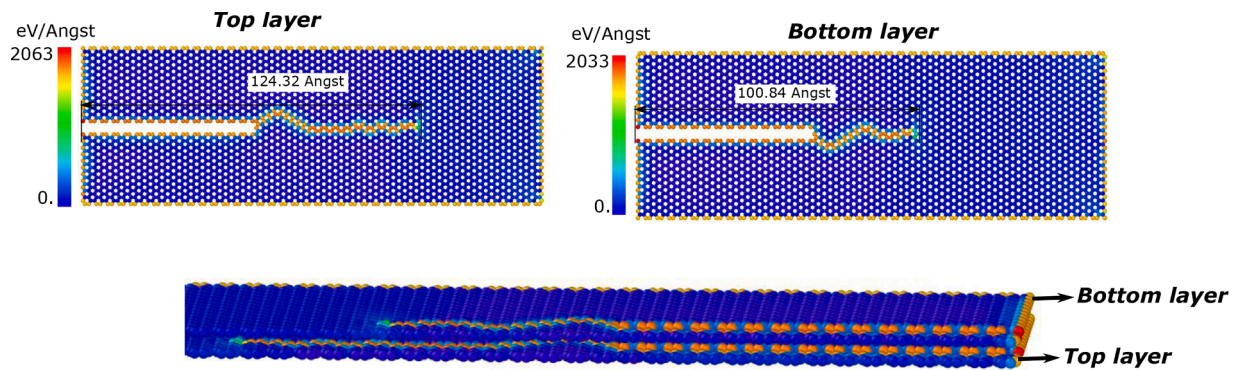 Top layer
eV/Angst
2063
124.32 Angst
0.
Bottom layer
eV/Angst
2033
100.84 Angst
0.
Bottom layer
Top layer